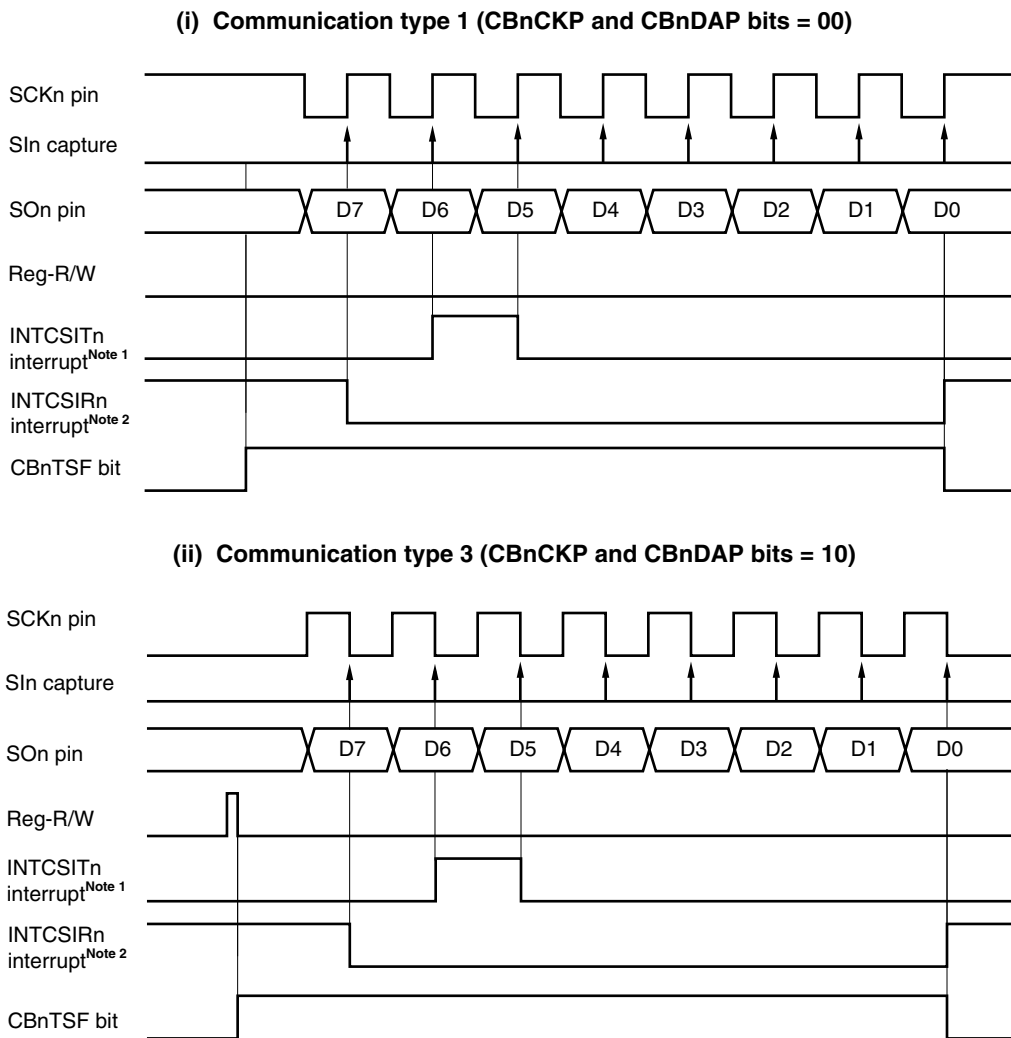 (i) Communication type 1 (CBnCKP and CBnDAP bits = 00)
SCKn pin
SIn capture
SOn pin
D7 D6 D5 D4 D3 D2 D1 D0
Reg-R/W
INTCSITn
interruptNote 1
INTCSIRn
interruptNote 2
CBnTSF bit
(ii) Communication type 3 (CBnCKP and CBnDAP bits = 10)
SCKn pin
SIn capture
SOn pin
D7 D6 D5 D4 D3 D2 D1 D0
Reg-R/W
INTCSITn
interruptNote 1
INTCSIRn
interruptNote 2
CBnTSF bit